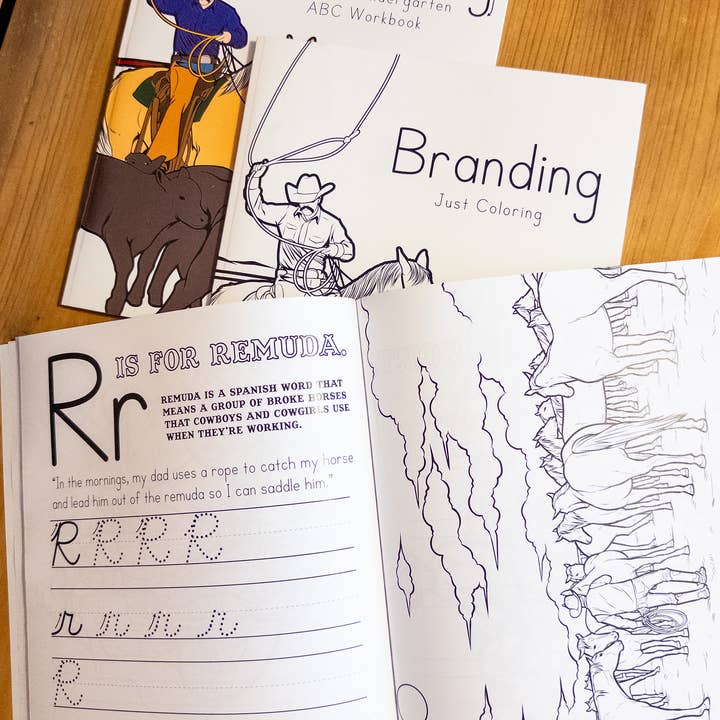 ABC Workbook
Branding
Just Coloring
Rr
IS FOR REMUDA.
REMUDA IS A SPANISH WORD THAT
MEANS A GROUP OF BROKE HORSES
THAT COWBOYS AND COWGIRLS USE
WHEN THEY'RE WORKING.
"In the mornings, my dad uses a rope to catch my horse
and lead him out of the remuda so I can saddle him."
R R R R
r r r r
R